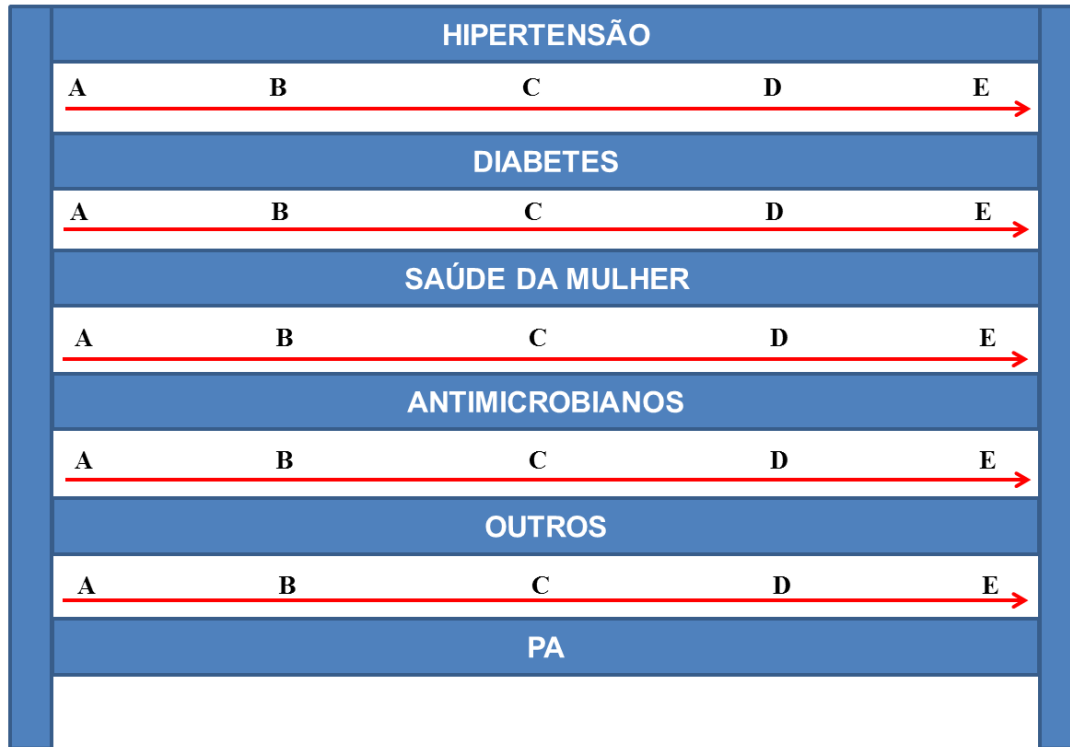 HIPERTENSÃO
A B C D E
DIABETES
A B C D E
SAÚDE DA MULHER
A B C D E
ANTIMICROBIANOS
A B C D E
OUTROS
A B C D E
PA